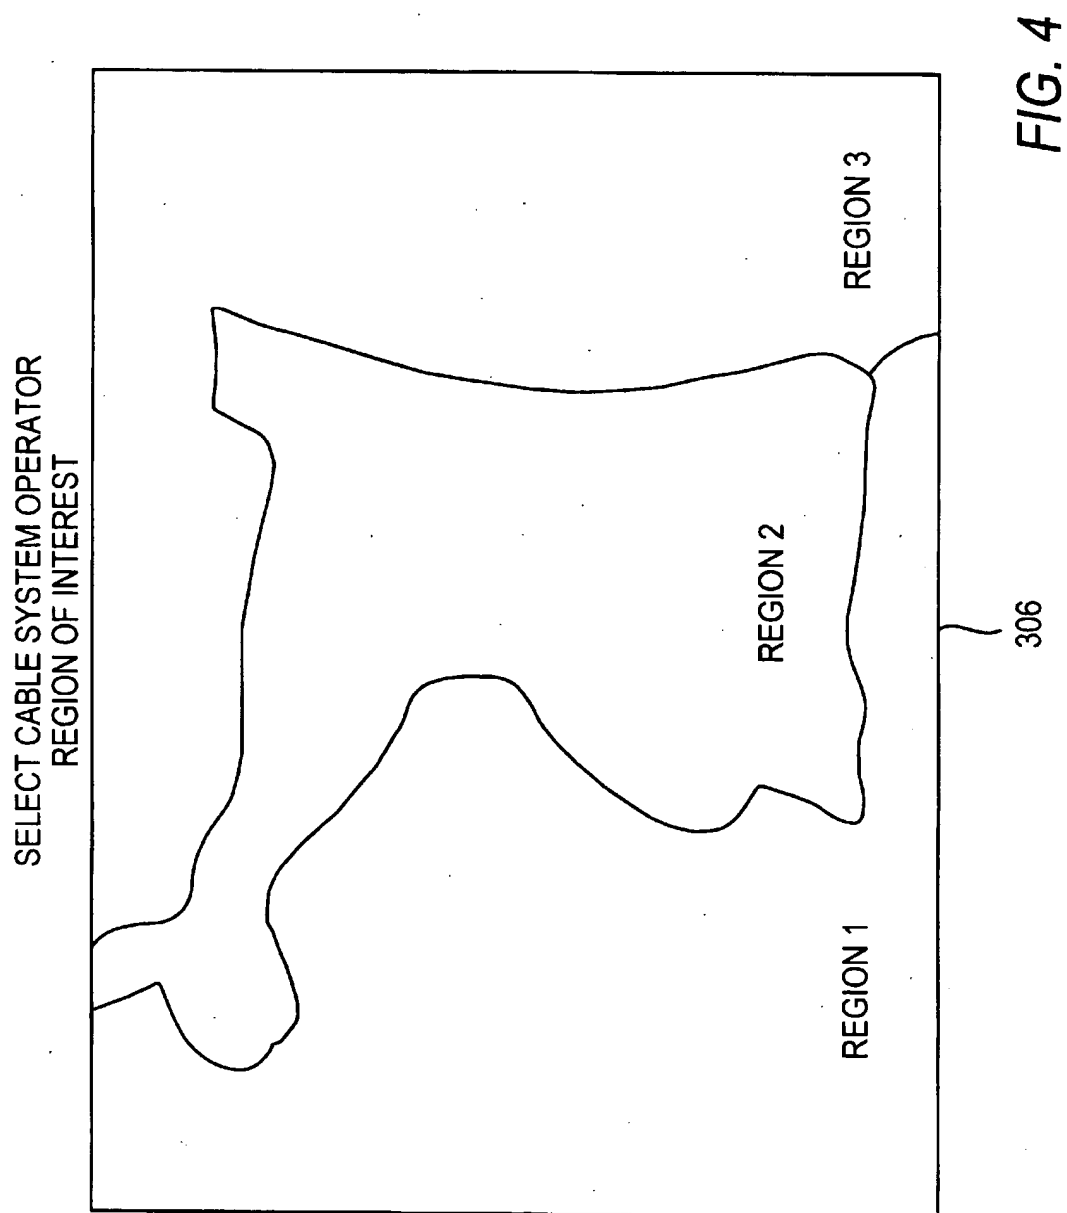 SELECT CABLE SYSTEM OPERATOR
REGION OF INTEREST
REGION 1
REGION 2
REGION 3
306
FIG. 4